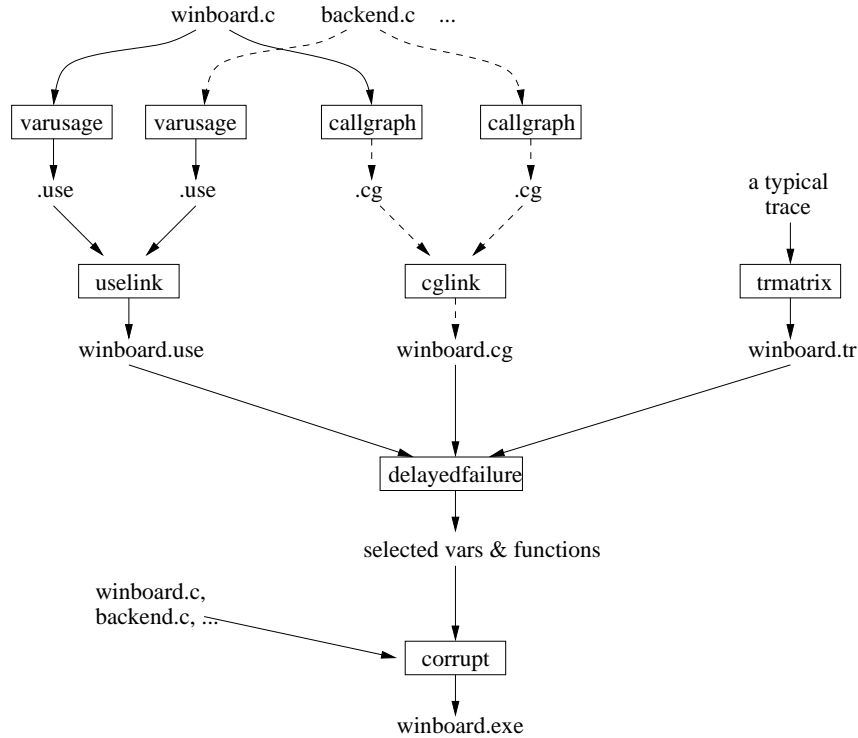 winboard.c backend.c ...
varusage varusage callgraph callgraph
.use .use .cg .cg
a typical
trace
uselink cglink trmatrix
winboard.use winboard.cg winboard.tr
delayedfailure
selected vars & functions
winboard.c,
backend.c, ...
corrupt
winboard.exe